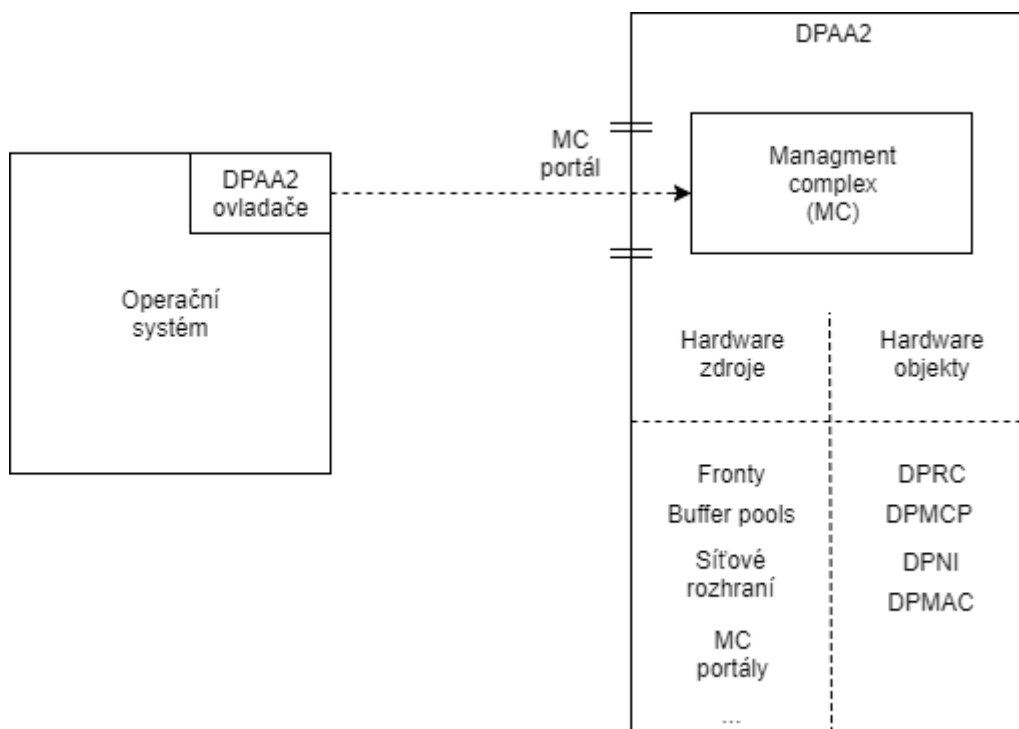 DPAA2
MC
portál
Managment
complex
(MC)
DPAA2
ovladače
Operační
systém
Hardware
zdroje
Hardware
objekty
Fronty
Buffer pools
Síťové
rozhraní
MC
portály
...
DPRC
DPMCP
DPNI
DPMAC